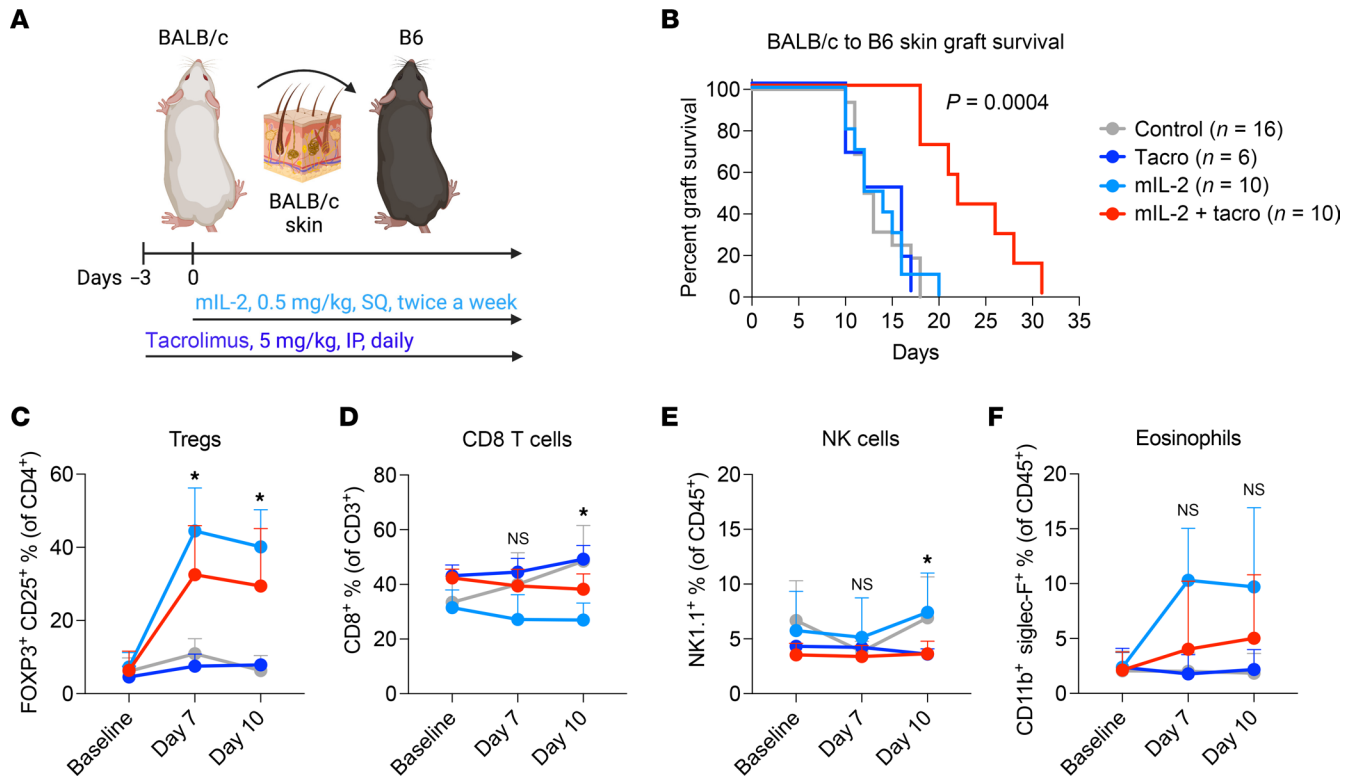 A
BALB/c
B6
BALB/c
skin
Days −3
0
mIL-2, 0.5 mg/kg, SQ, twice a week
Tacrolimus, 5 mg/kg, IP, daily
B
BALB/c to B6 skin graft survival
Percent graft survival
100
80
60
40
20
0
0 5 10 15 20 25 30 35
Days
P = 0.0004
Control (n = 16)
Tacro (n = 6)
mIL-2 (n = 10)
mIL-2 + tacro (n = 10)
C
Tregs
FOXP3⁺ CD25⁺ % (of CD4⁺)
60
40
20
0
* *
Baseline Day 7 Day 10
D
CD8 T cells
CD8⁺ % (of CD3⁺)
80
60
40
20
0
NS *
Baseline Day 7 Day 10
E
NK cells
NK1.1⁺ % (of CD45⁺)
20
15
10
5
0
NS *
Baseline Day 7 Day 10
F
Eosinophils
CD11b⁺ siglec-F⁺ % (of CD45⁺)
20
15
10
5
0
NS NS
Baseline Day 7 Day 10